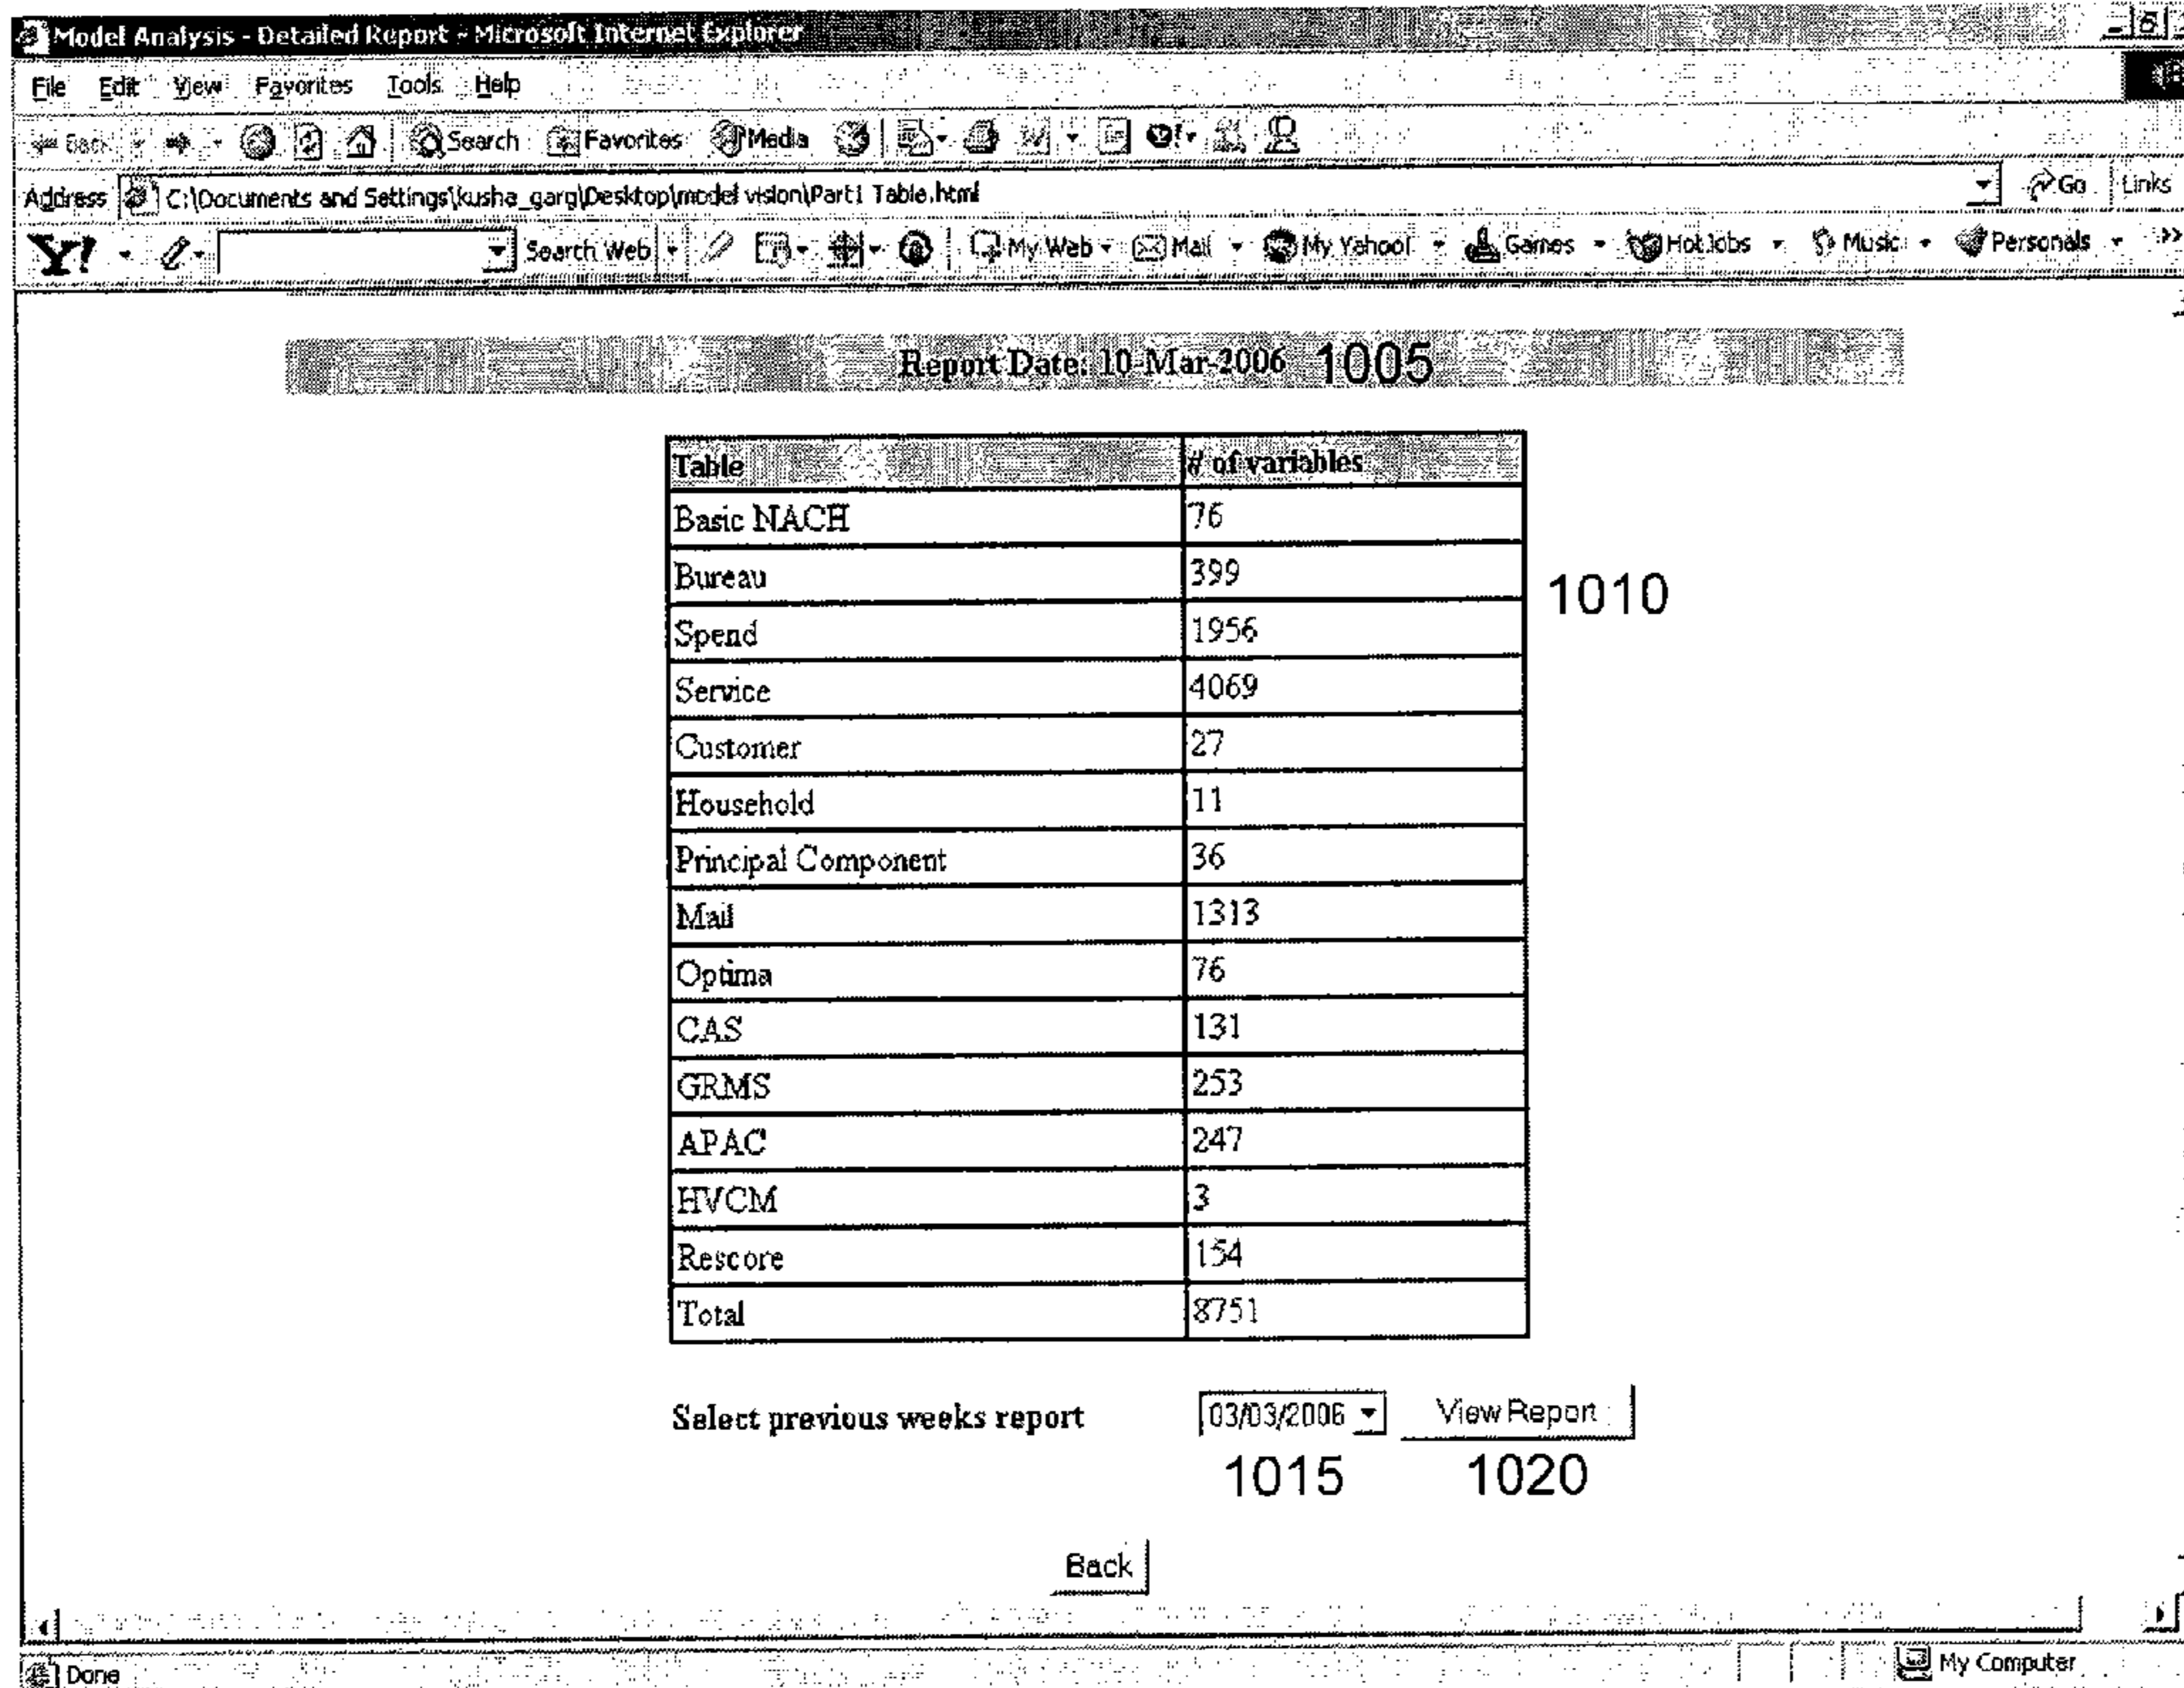 Model Analysis - Detailed Report - Microsoft Internet Explorer
File Edit View Favorites Tools Help
Back Search Favorites Media
Address C:\Documents and Settings\kusha_garg\Desktop\model vision\Part1 Table.html Go Links
Y! Search Web My Web Mail My Yahoo! Games HotJobs Music Personals >>
Report Date: 10-Mar-2006 1005
Table # of variables
Basic NACH 76
Bureau 399
1010
Spend 1956
Service 4069
Customer 27
Household 11
Principal Component 36
Mail 1313
Optima 76
CAS 131
GRMS 253
APAC 247
HVCM 3
Rescore 154
Total 8751
Select previous weeks report 03/03/2006 View Report
1015 1020
Back
Done My Computer